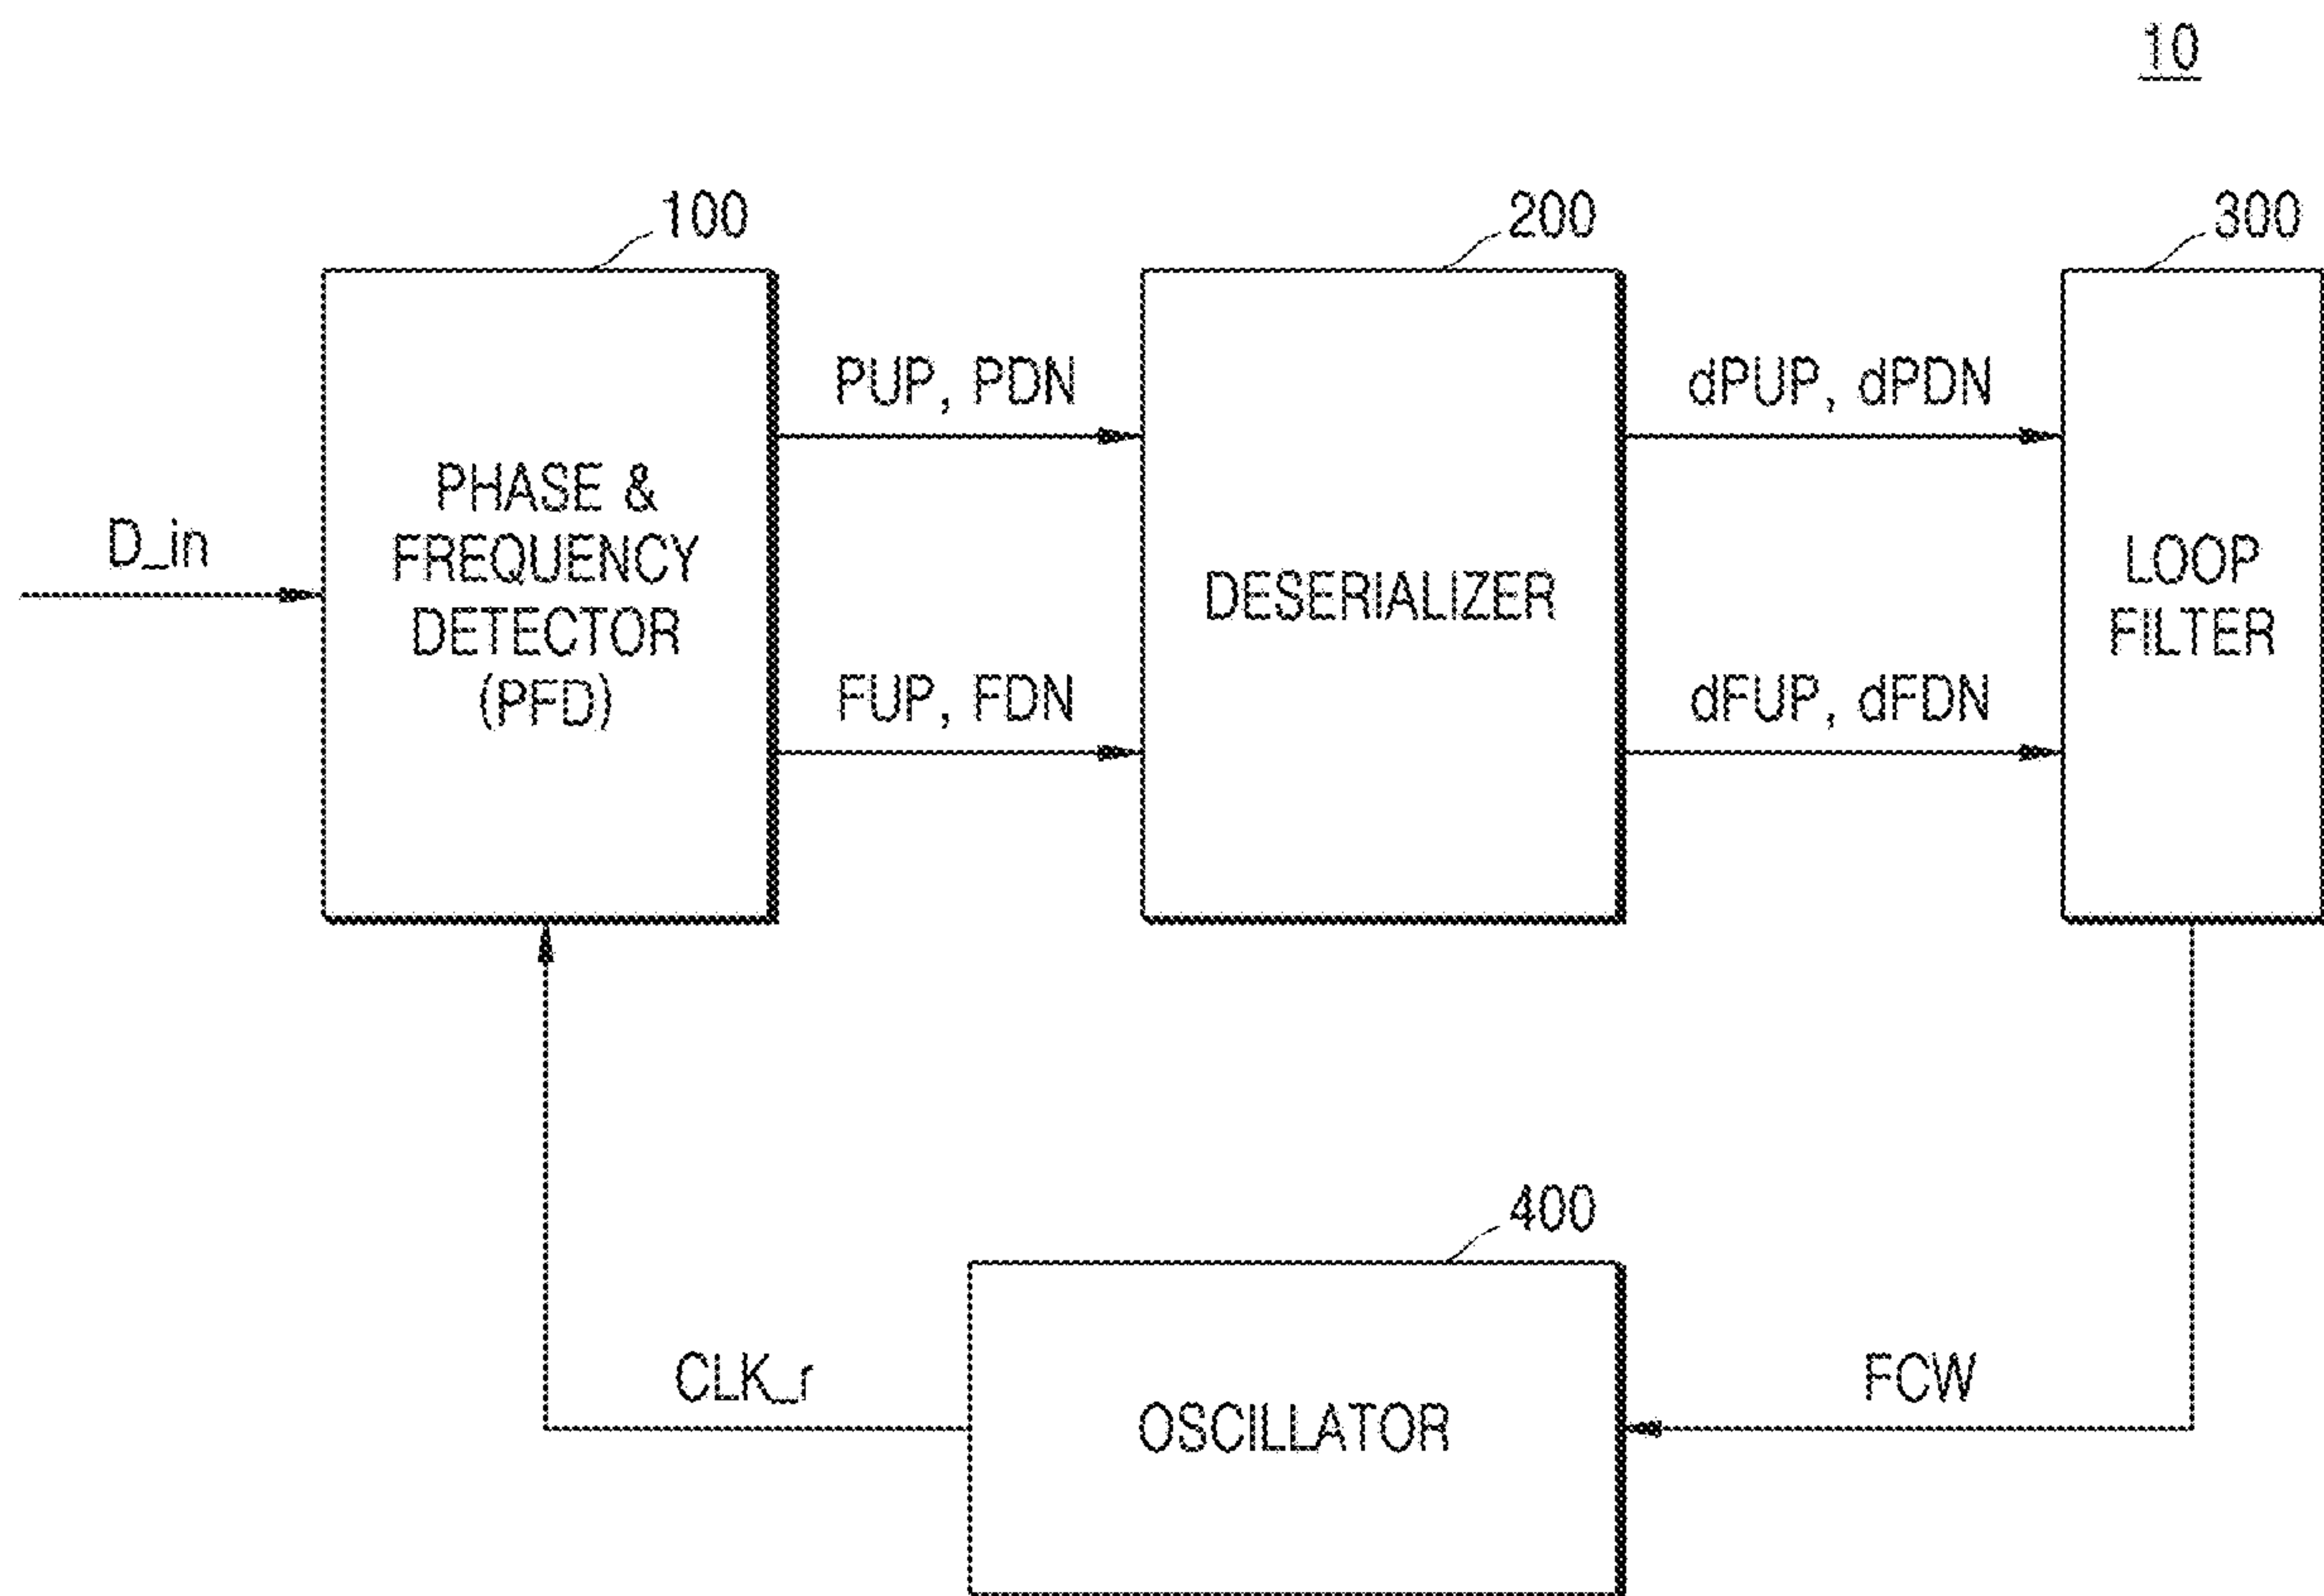 10
100
200
300
PUP, PDN
dPUP, dPDN
D_in
PHASE &
FREQUENCY
DETECTOR
(PFD)
DESERIALIZER
LOOP
FILTER
FUP, FDN
dFUP, dFDN
400
CLK_r
OSCILLATOR
FCW